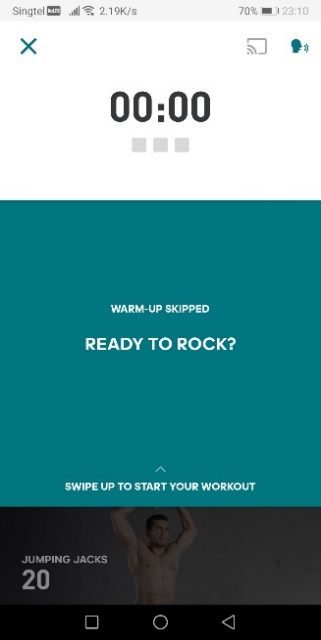 Singtel 2.19K/s 70% 23:10
00:00
WARM-UP SKIPPED
READY TO ROCK?
SWIPE UP TO START YOUR WORKOUT
JUMPING JACKS
20